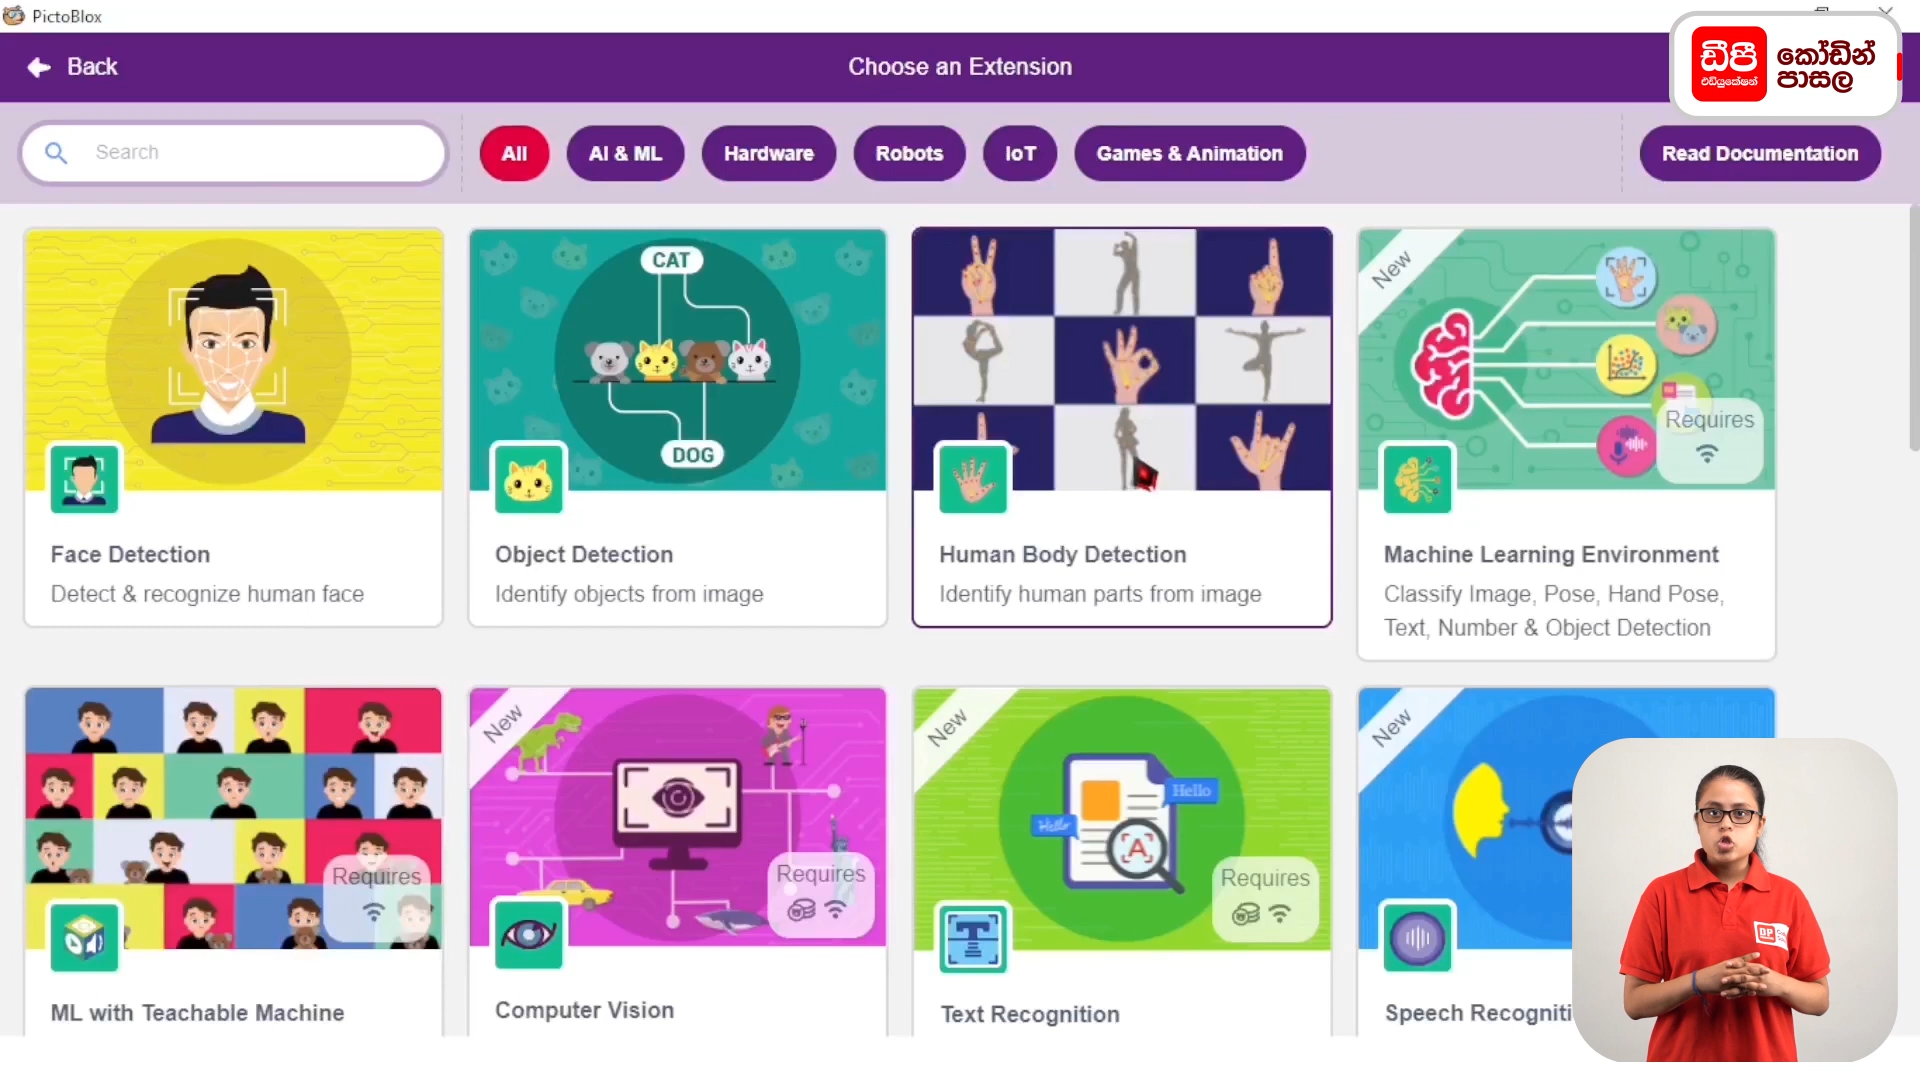 PictoBlox
Back
Choose an Extension
ඩීපී
එඩියුකේෂන්
කෝඩින්
පාසල
Search
All
AI & ML
Hardware
Robots
IoT
Games & Animation
Read Documentation
CAT
DOG
Face Detection
Detect & recognize human face
Object Detection
Identify objects from image
Human Body Detection
Identify human parts from image
New
Requires
Machine Learning Environment
Classify Image, Pose, Hand Pose,
Text, Number & Object Detection
Requires
ML with Teachable Machine
New
Requires
Computer Vision
New
Hello
Hello
A
Requires
Text Recognition
New
Speech Recogniti
DP